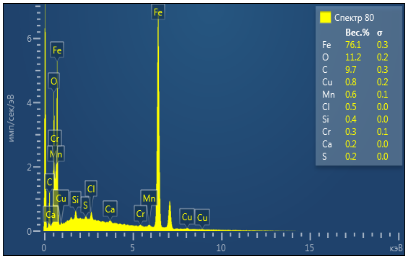 Спектр 80
Вес.% σ
Fe 76.1 0.3
O 11.2 0.2
C 9.7 0.3
Cu 0.8 0.2
Mn 0.6 0.1
Cl 0.5 0.0
Si 0.4 0.0
Cr 0.3 0.1
Ca 0.2 0.0
S 0.2 0.0
имп/сек/эВ
6
4
2
0
Fe
Fe
O
Cr
Mn
C
Ca
Cu
Si
S
Cl
Ca
Cr
Mn
Cu
Cu
0 5 10 15 кэВ